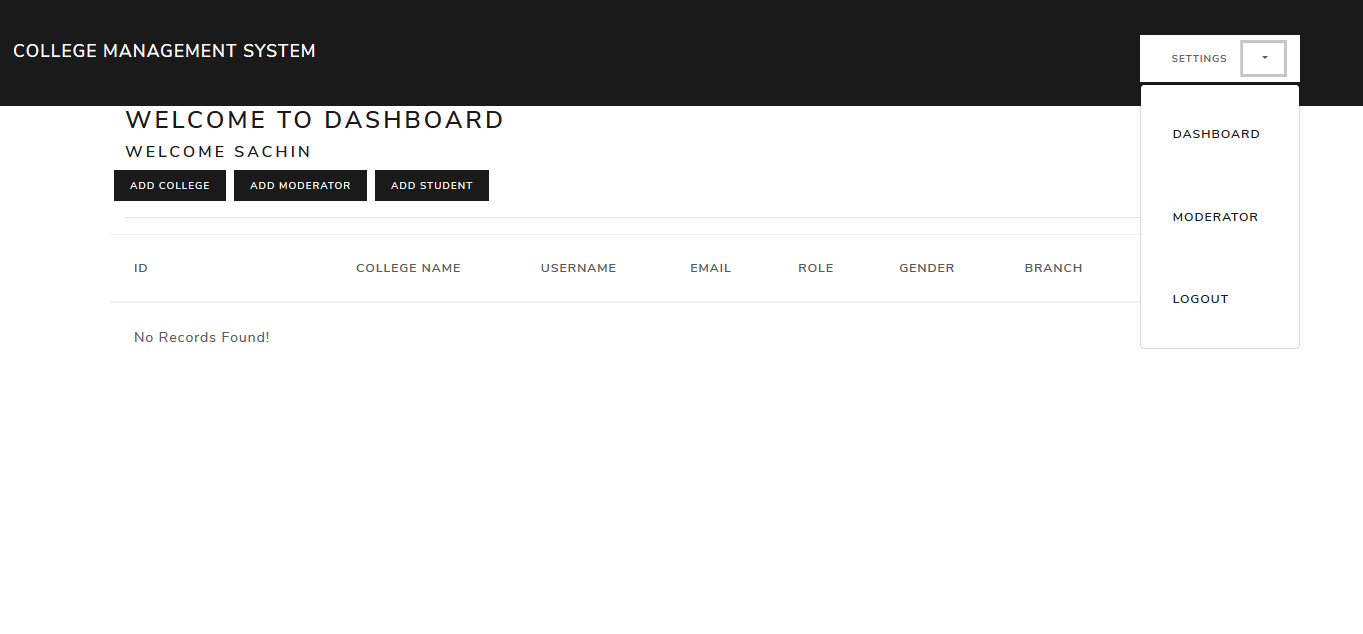 COLLEGE MANAGEMENT SYSTEM
SETTINGS
DASHBOARD
MODERATOR
LOGOUT
WELCOME TO DASHBOARD
WELCOME SACHIN
ADD COLLEGE ADD MODERATOR ADD STUDENT
ID COLLEGE NAME USERNAME EMAIL ROLE GENDER BRANCH
No Records Found!